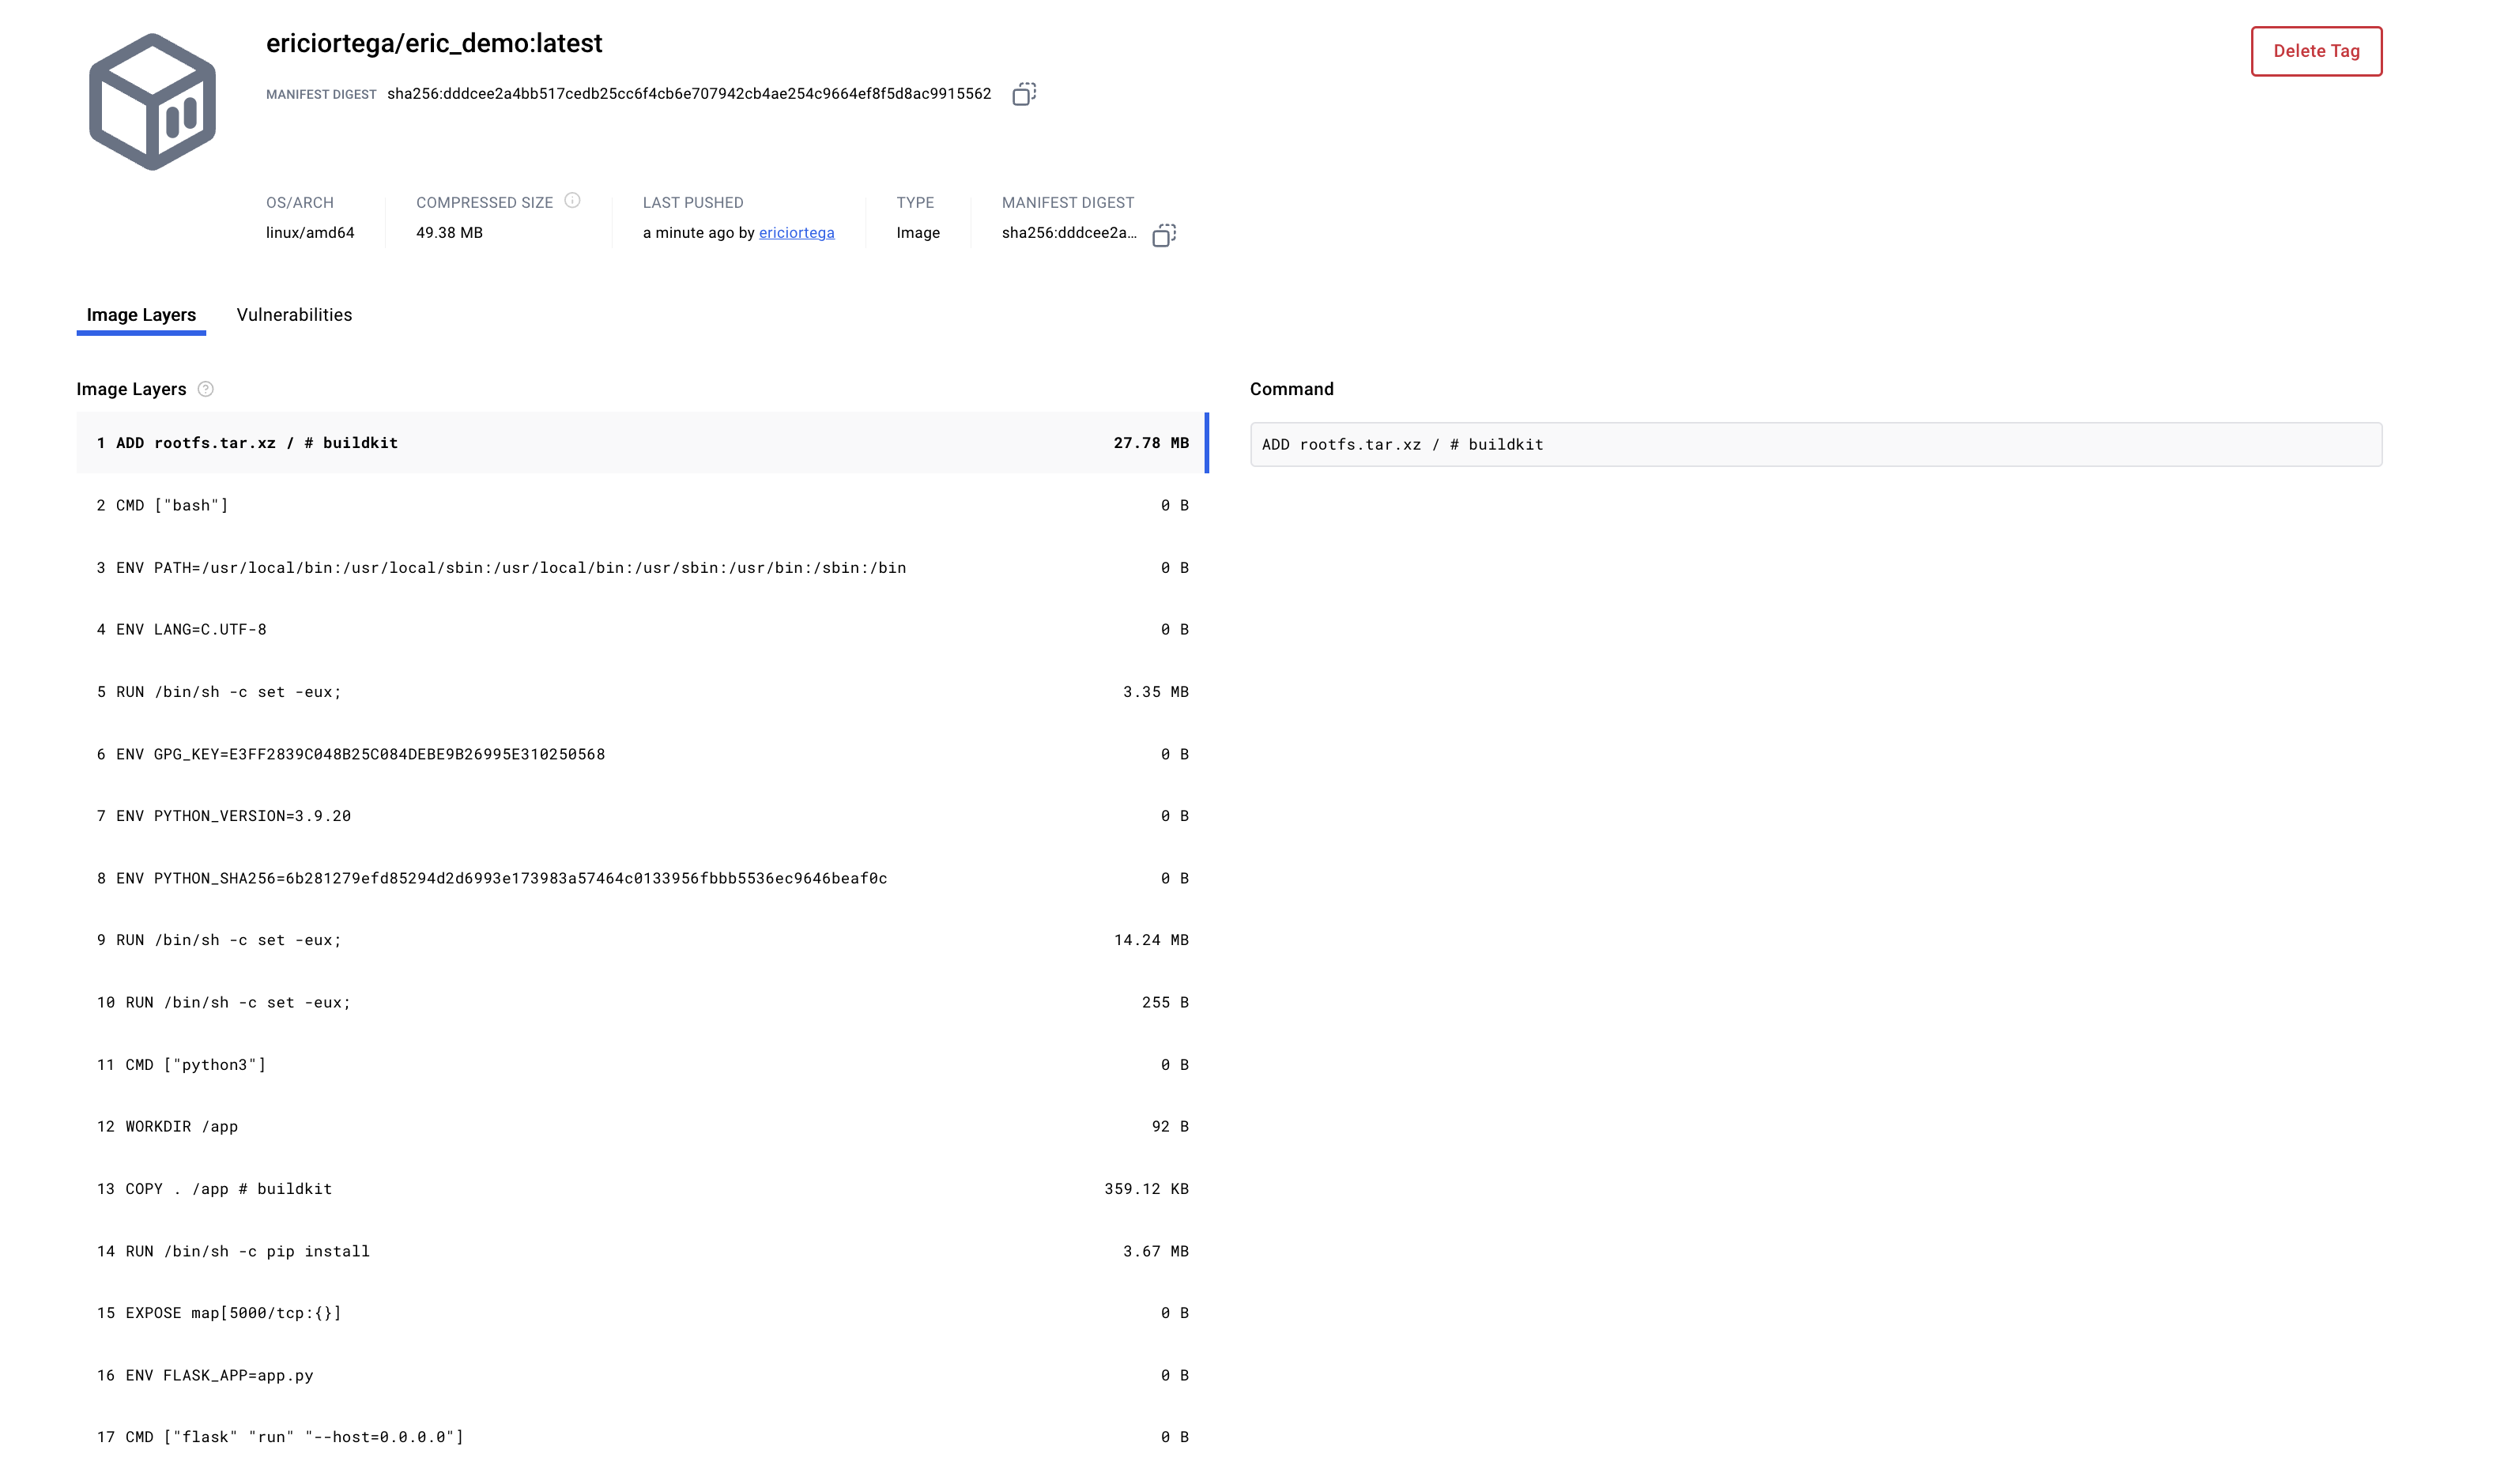 ericiortega/eric_demo:latest
Delete Tag
MANIFEST DIGEST sha256:dddcee2a4bb517cedb25cc6f4cb6e707942cb4ae254c9664ef8f5d8ac9915562
OS/ARCH
linux/amd64
COMPRESSED SIZE
49.38 MB
LAST PUSHED
a minute ago by ericiortega
TYPE
Image
MANIFEST DIGEST
sha256:dddcee2a...
Image Layers Vulnerabilities
Image Layers
1 ADD rootfs.tar.xz / # buildkit 27.78 MB
2 CMD ["bash"] 0 B
3 ENV PATH=/usr/local/bin:/usr/local/sbin:/usr/local/bin:/usr/sbin:/usr/bin:/sbin:/bin 0 B
4 ENV LANG=C.UTF-8 0 B
5 RUN /bin/sh -c set -eux; 3.35 MB
6 ENV GPG_KEY=E3FF2839C048B25C084DEBE9B26995E310250568 0 B
7 ENV PYTHON_VERSION=3.9.20 0 B
8 ENV PYTHON_SHA256=6b281279efd85294d2d6993e173983a57464c0133956fbbb5536ec9646beaf0c 0 B
9 RUN /bin/sh -c set -eux; 14.24 MB
10 RUN /bin/sh -c set -eux; 255 B
11 CMD ["python3"] 0 B
12 WORKDIR /app 92 B
13 COPY . /app # buildkit 359.12 KB
14 RUN /bin/sh -c pip install 3.67 MB
15 EXPOSE map[5000/tcp:{}] 0 B
16 ENV FLASK_APP=app.py 0 B
17 CMD ["flask" "run" "--host=0.0.0.0"] 0 B
Command
ADD rootfs.tar.xz / # buildkit